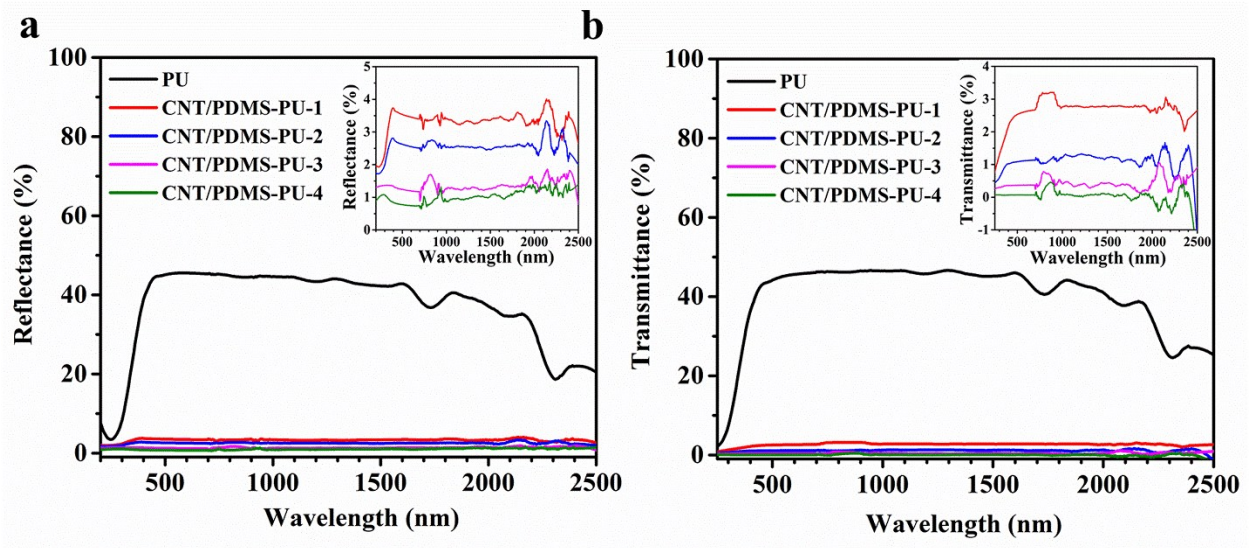 a
100
80
60
40
20
0
Reflectance (%)
PU
CNT/PDMS-PU-1
CNT/PDMS-PU-2
CNT/PDMS-PU-3
CNT/PDMS-PU-4
500
1000
1500
2000
2500
Wavelength (nm)
5
4
3
2
1
0
Reflectance (%)
500
1000
1500
2000
2500
Wavelength (nm)
b
100
80
60
40
20
0
Transmittance (%)
PU
CNT/PDMS-PU-1
CNT/PDMS-PU-2
CNT/PDMS-PU-3
CNT/PDMS-PU-4
500
1000
1500
2000
2500
Wavelength (nm)
4
3
2
1
0
-1
Transmittance (%)
500
1000
1500
2000
2500
Wavelength (nm)